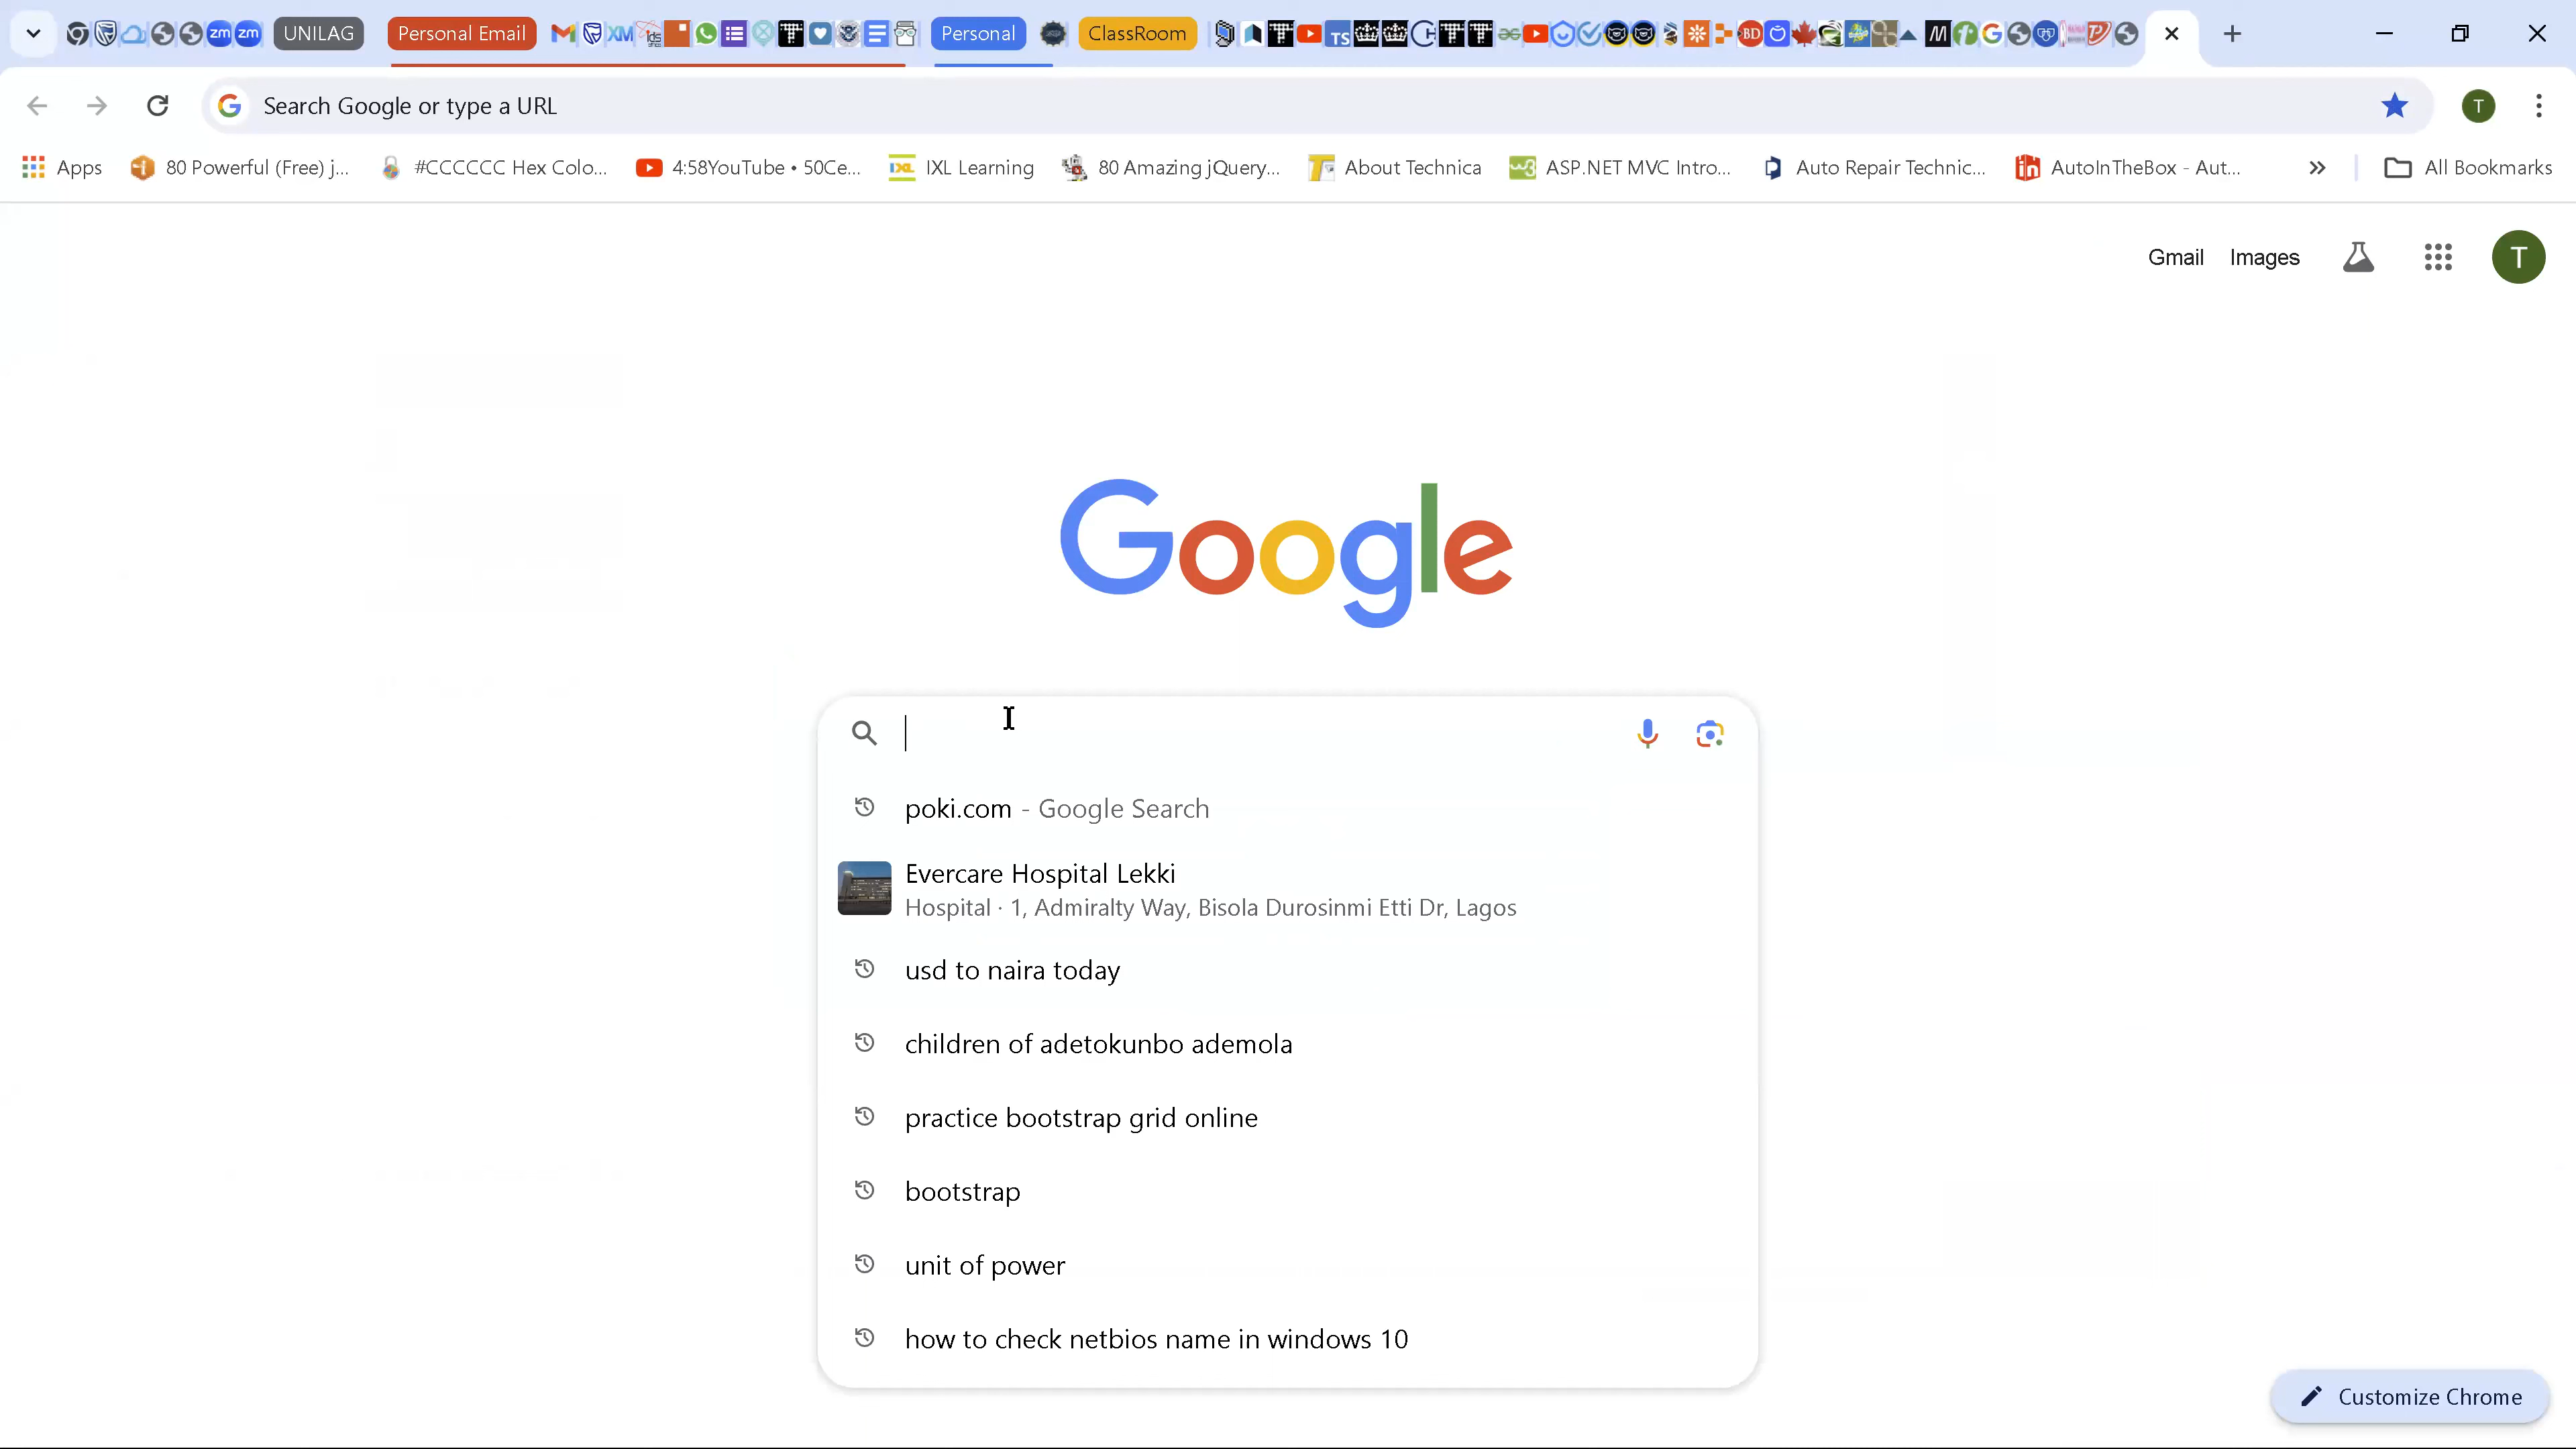 UNILAG Personal Email Personal ClassRoom
Search Google or type a URL T
Apps 80 Powerful (Free) j... #CCCCCC Hex Colo... 4:58YouTube • 50Ce... IXL Learning 80 Amazing jQuery... About Technica ASP.NET MVC Intro... Auto Repair Technic... AutoInTheBox - Aut... » All Bookmarks
Gmail Images T
Google
poki.com - Google Search
Evercare Hospital Lekki
Hospital · 1, Admiralty Way, Bisola Durosinmi Etti Dr, Lagos
usd to naira today
children of adetokunbo ademola
practice bootstrap grid online
bootstrap
unit of power
how to check netbios name in windows 10
Customize Chrome